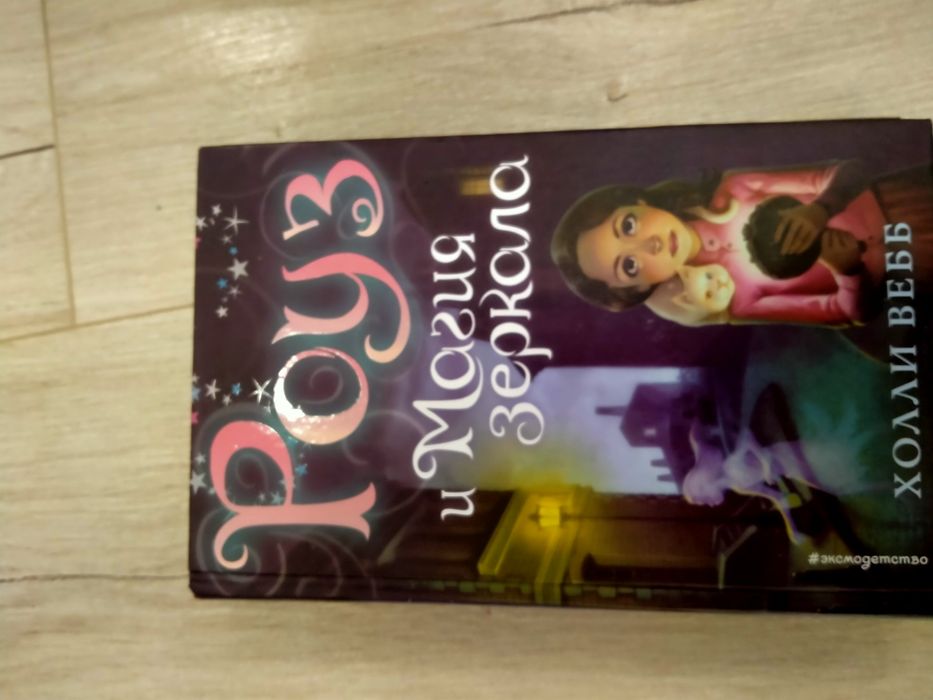 Роуз
и Магия
зеркала
ХОЛЛИ ВЕБб
#эксмодетство